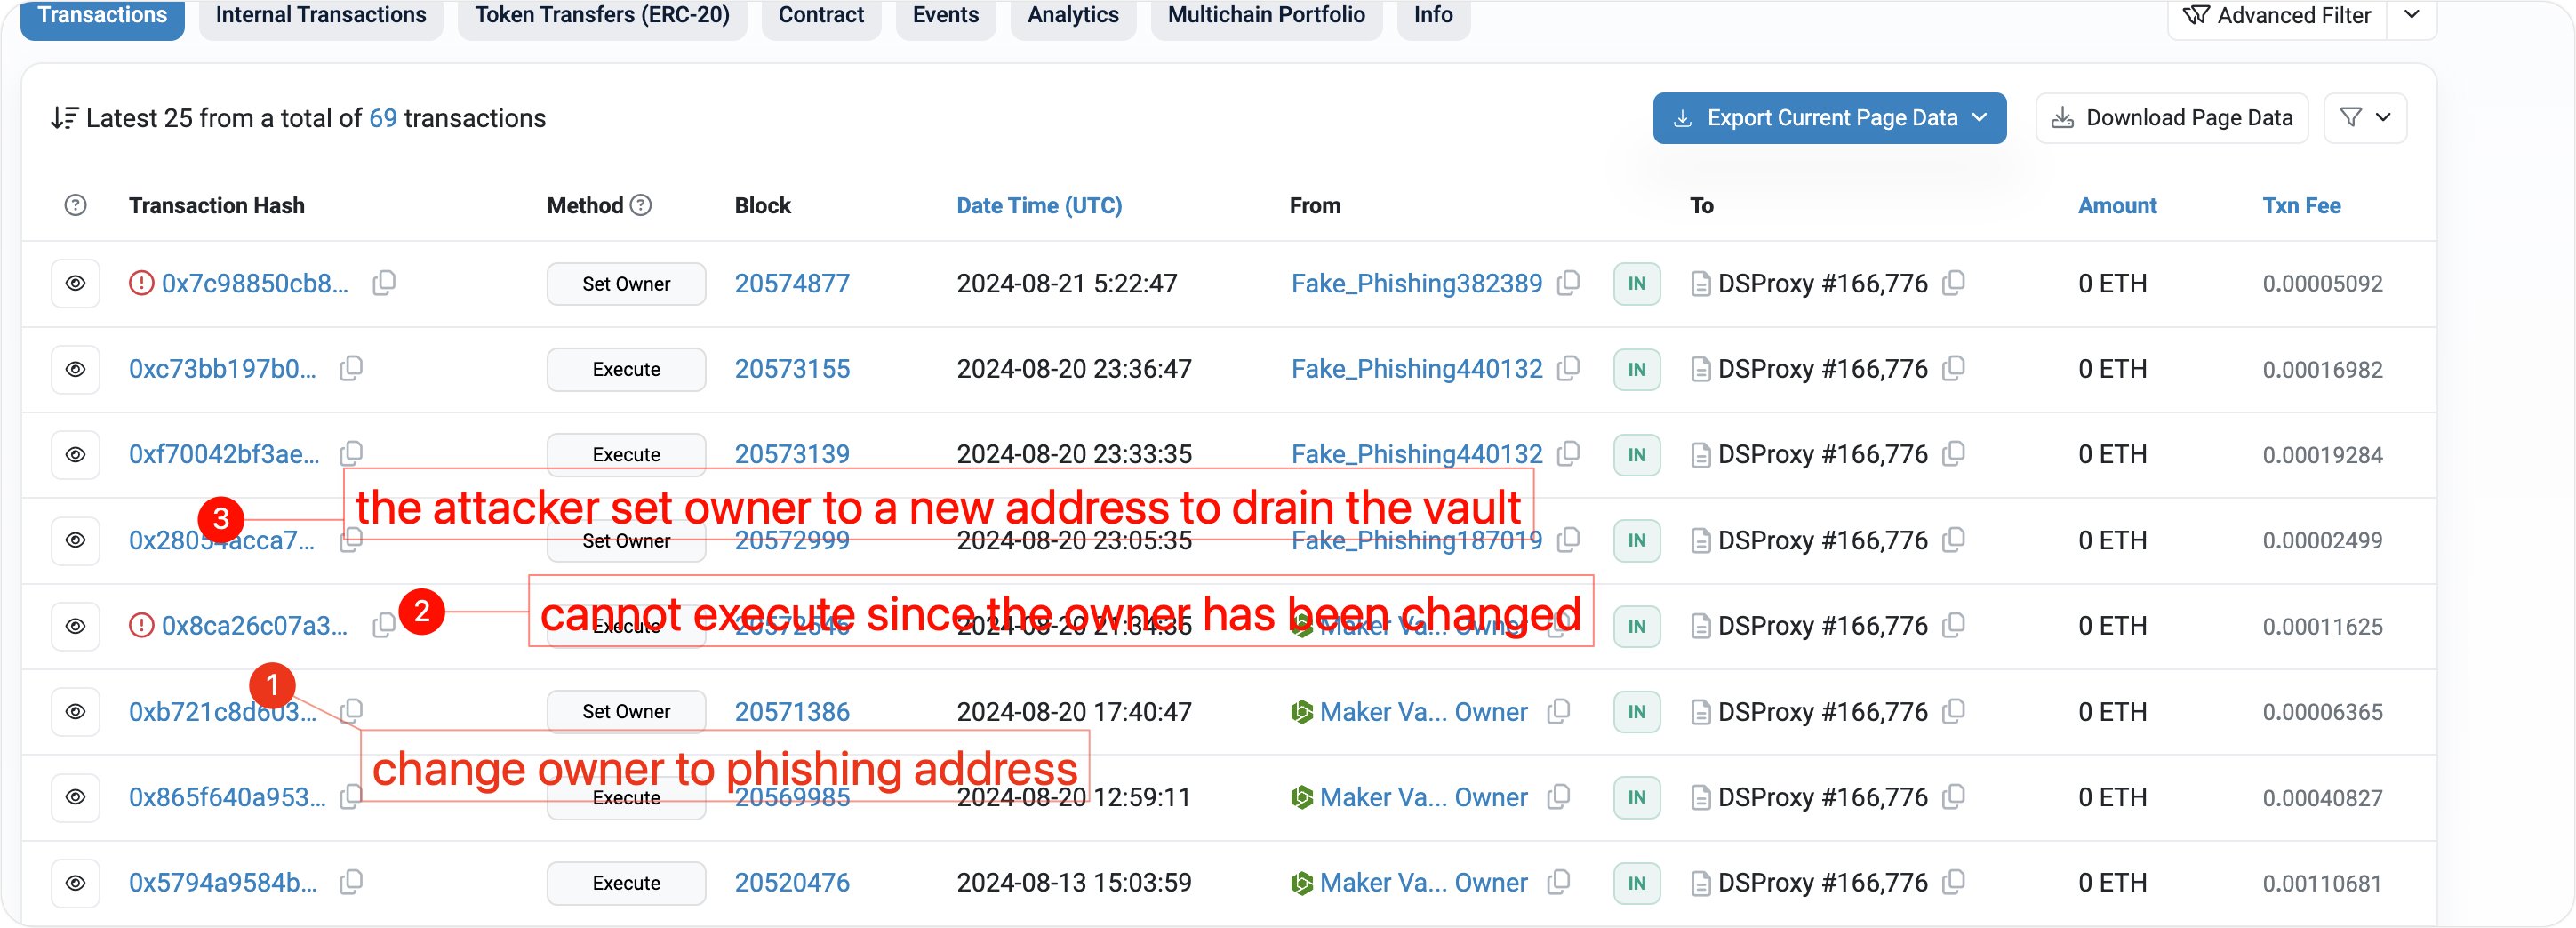 Transactions Internal Transactions Token Transfers (ERC-20) Contract Events Analytics Multichain Portfolio Info Advanced Filter
Latest 25 from a total of 69 transactions Export Current Page Data Download Page Data
Transaction Hash Method Block Date Time (UTC) From To Amount Txn Fee
0x7c98850cb8... Set Owner 20574877 2024-08-21 5:22:47 Fake_Phishing382389 IN DSProxy #166,776 0 ETH 0.00005092
0xc73bb197b0... Execute 20573155 2024-08-20 23:36:47 Fake_Phishing440132 IN DSProxy #166,776 0 ETH 0.00016982
0xf70042bf3ae... Execute 20573139 2024-08-20 23:33:35 Fake_Phishing440132 IN DSProxy #166,776 0 ETH 0.00019284
3 the attacker set owner to a new address to drain the vault
0x28054acca7... Set Owner 20572999 2024-08-20 23:05:35 Fake_Phishing187019 IN DSProxy #166,776 0 ETH 0.00002499
2 cannot execute since the owner has been changed
0x8ca26c07a3... Execute 20572546 2024-08-20 21:34:35 Maker Va... Owner IN DSProxy #166,776 0 ETH 0.00011625
1
0xb721c8d603... Set Owner 20571386 2024-08-20 17:40:47 Maker Va... Owner IN DSProxy #166,776 0 ETH 0.00006365
change owner to phishing address
0x865f640a953... Execute 20569985 2024-08-20 12:59:11 Maker Va... Owner IN DSProxy #166,776 0 ETH 0.00040827
0x5794a9584b... Execute 20520476 2024-08-13 15:03:59 Maker Va... Owner IN DSProxy #166,776 0 ETH 0.00110681